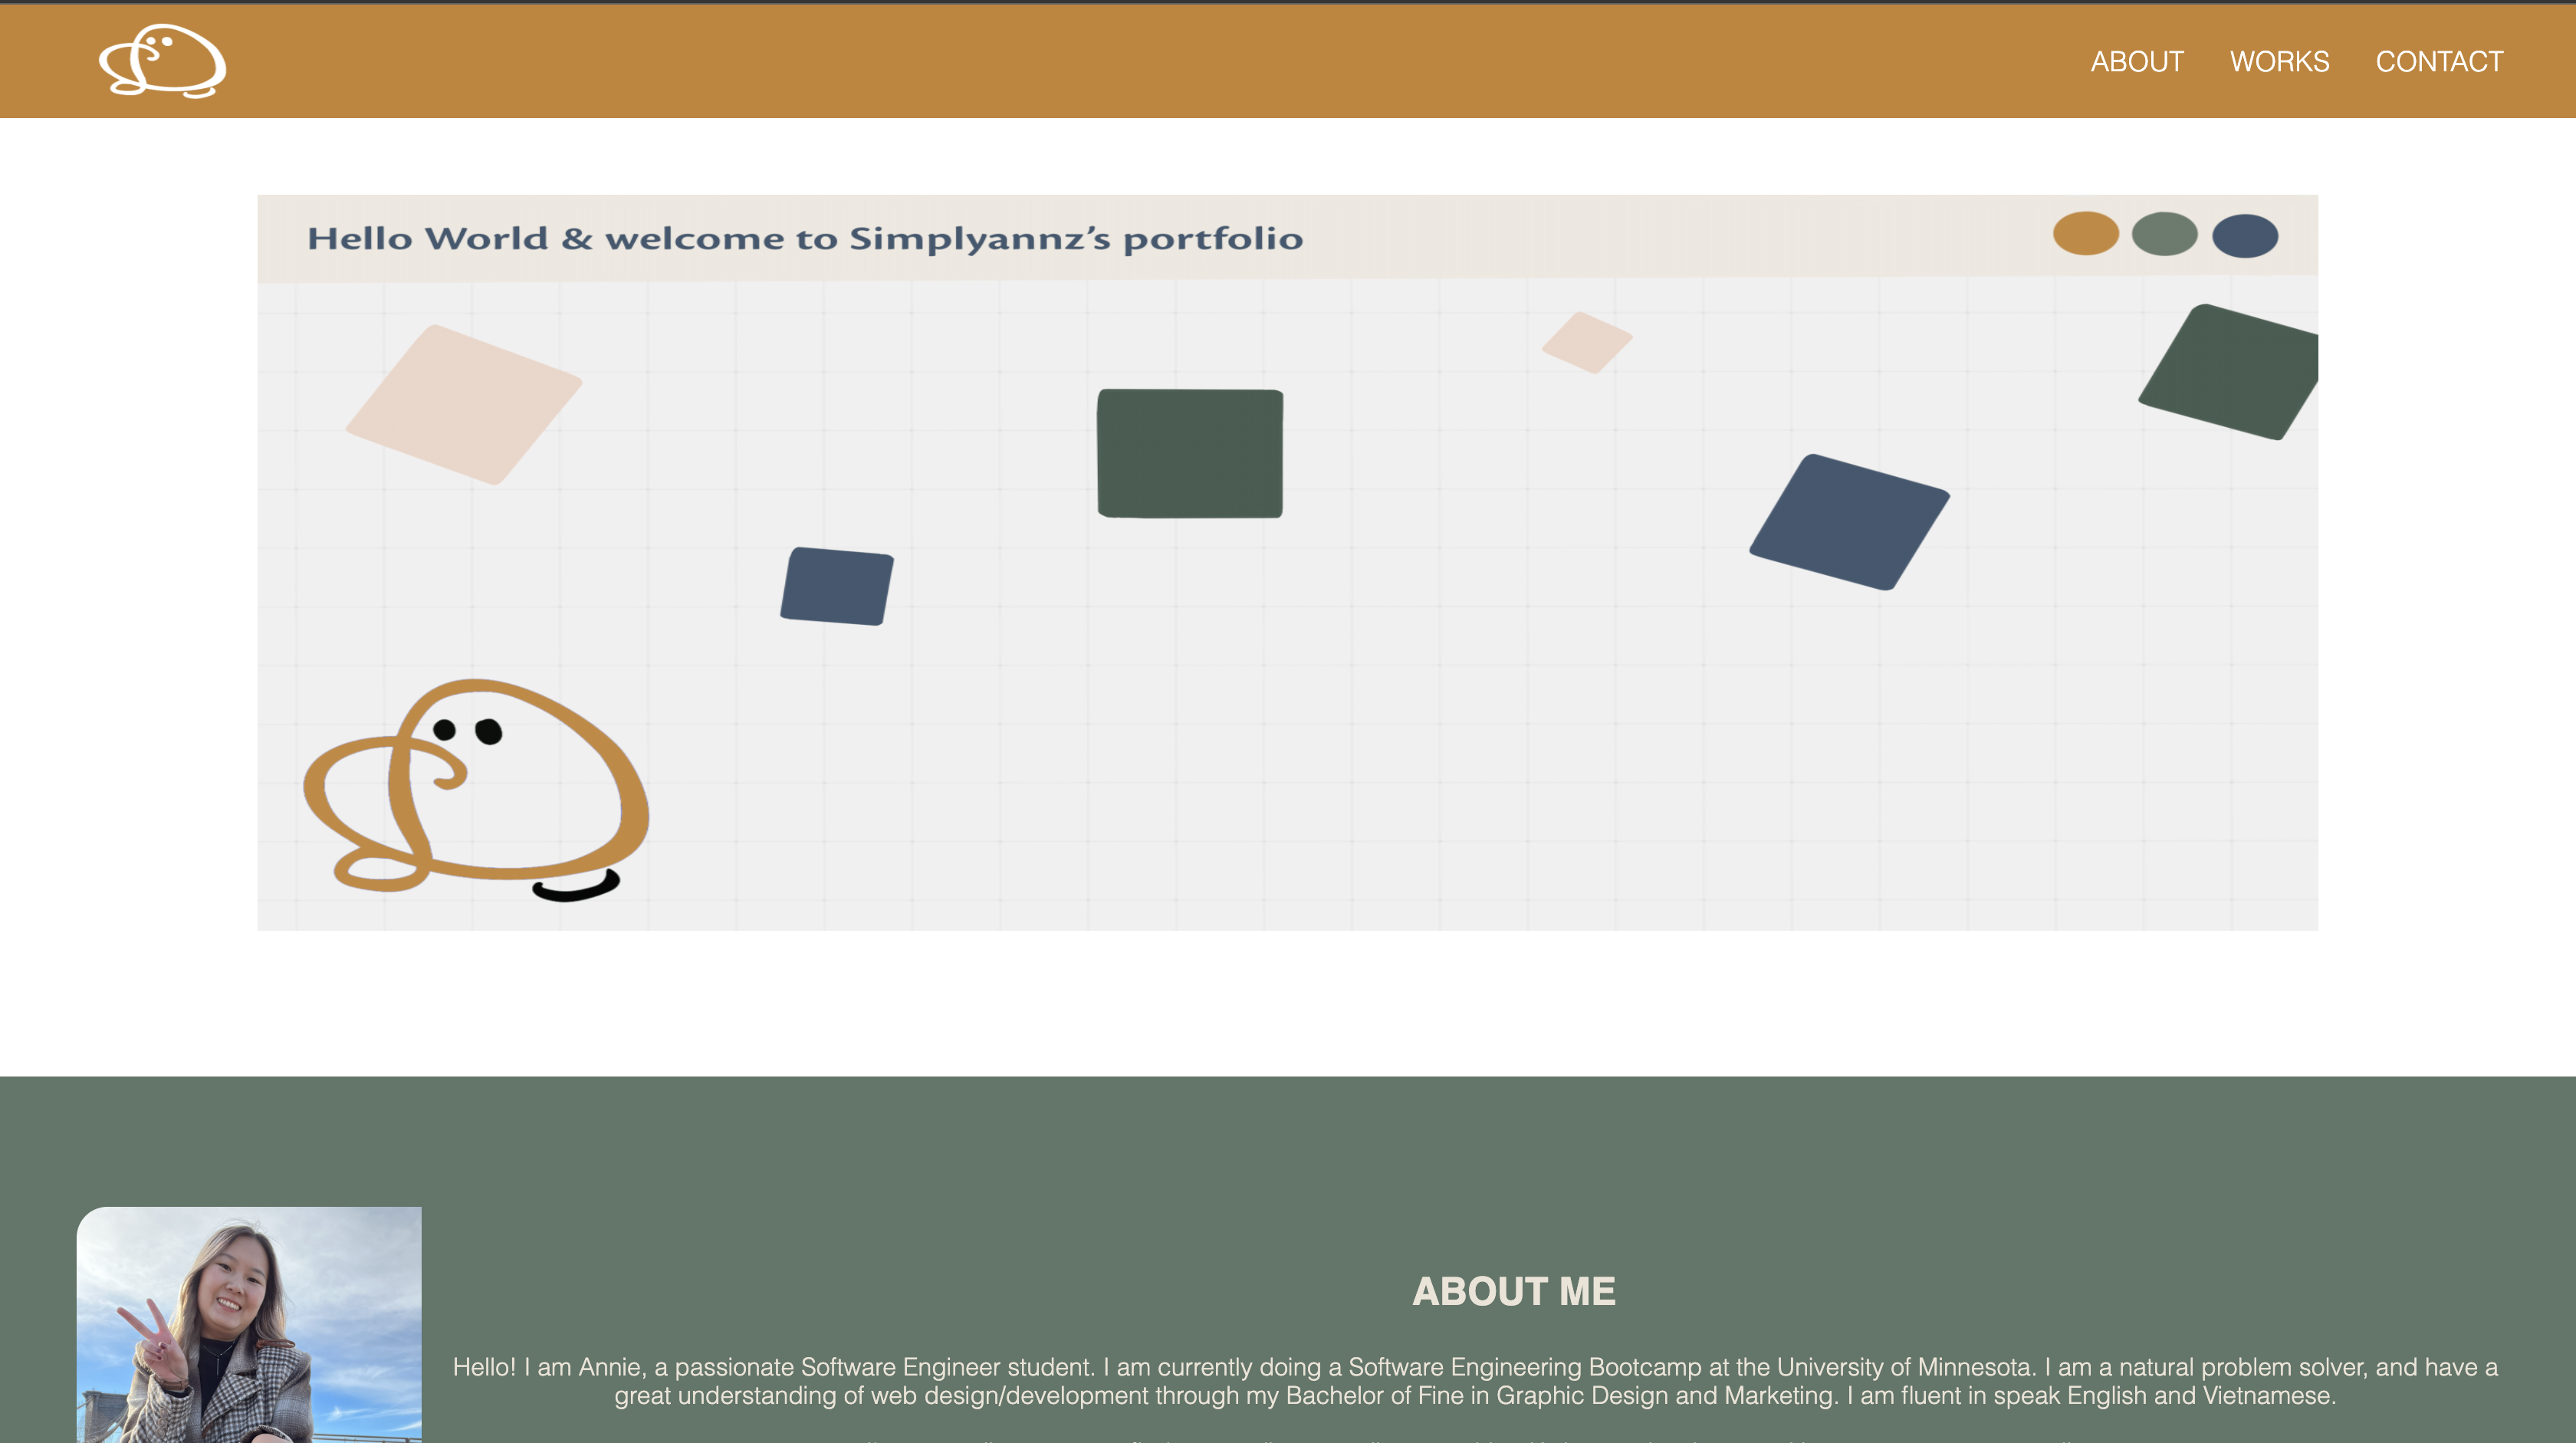 ABOUT WORKS CONTACT
Hello World & welcome to Simplyannz’s portfolio
ABOUT ME
Hello! I am Annie, a passionate Software Engineer student. I am currently doing a Software Engineering Bootcamp at the University of Minnesota. I am a natural problem solver, and have a
great understanding of web design/development through my Bachelor of Fine in Graphic Design and Marketing. I am fluent in speak English and Vietnamese.